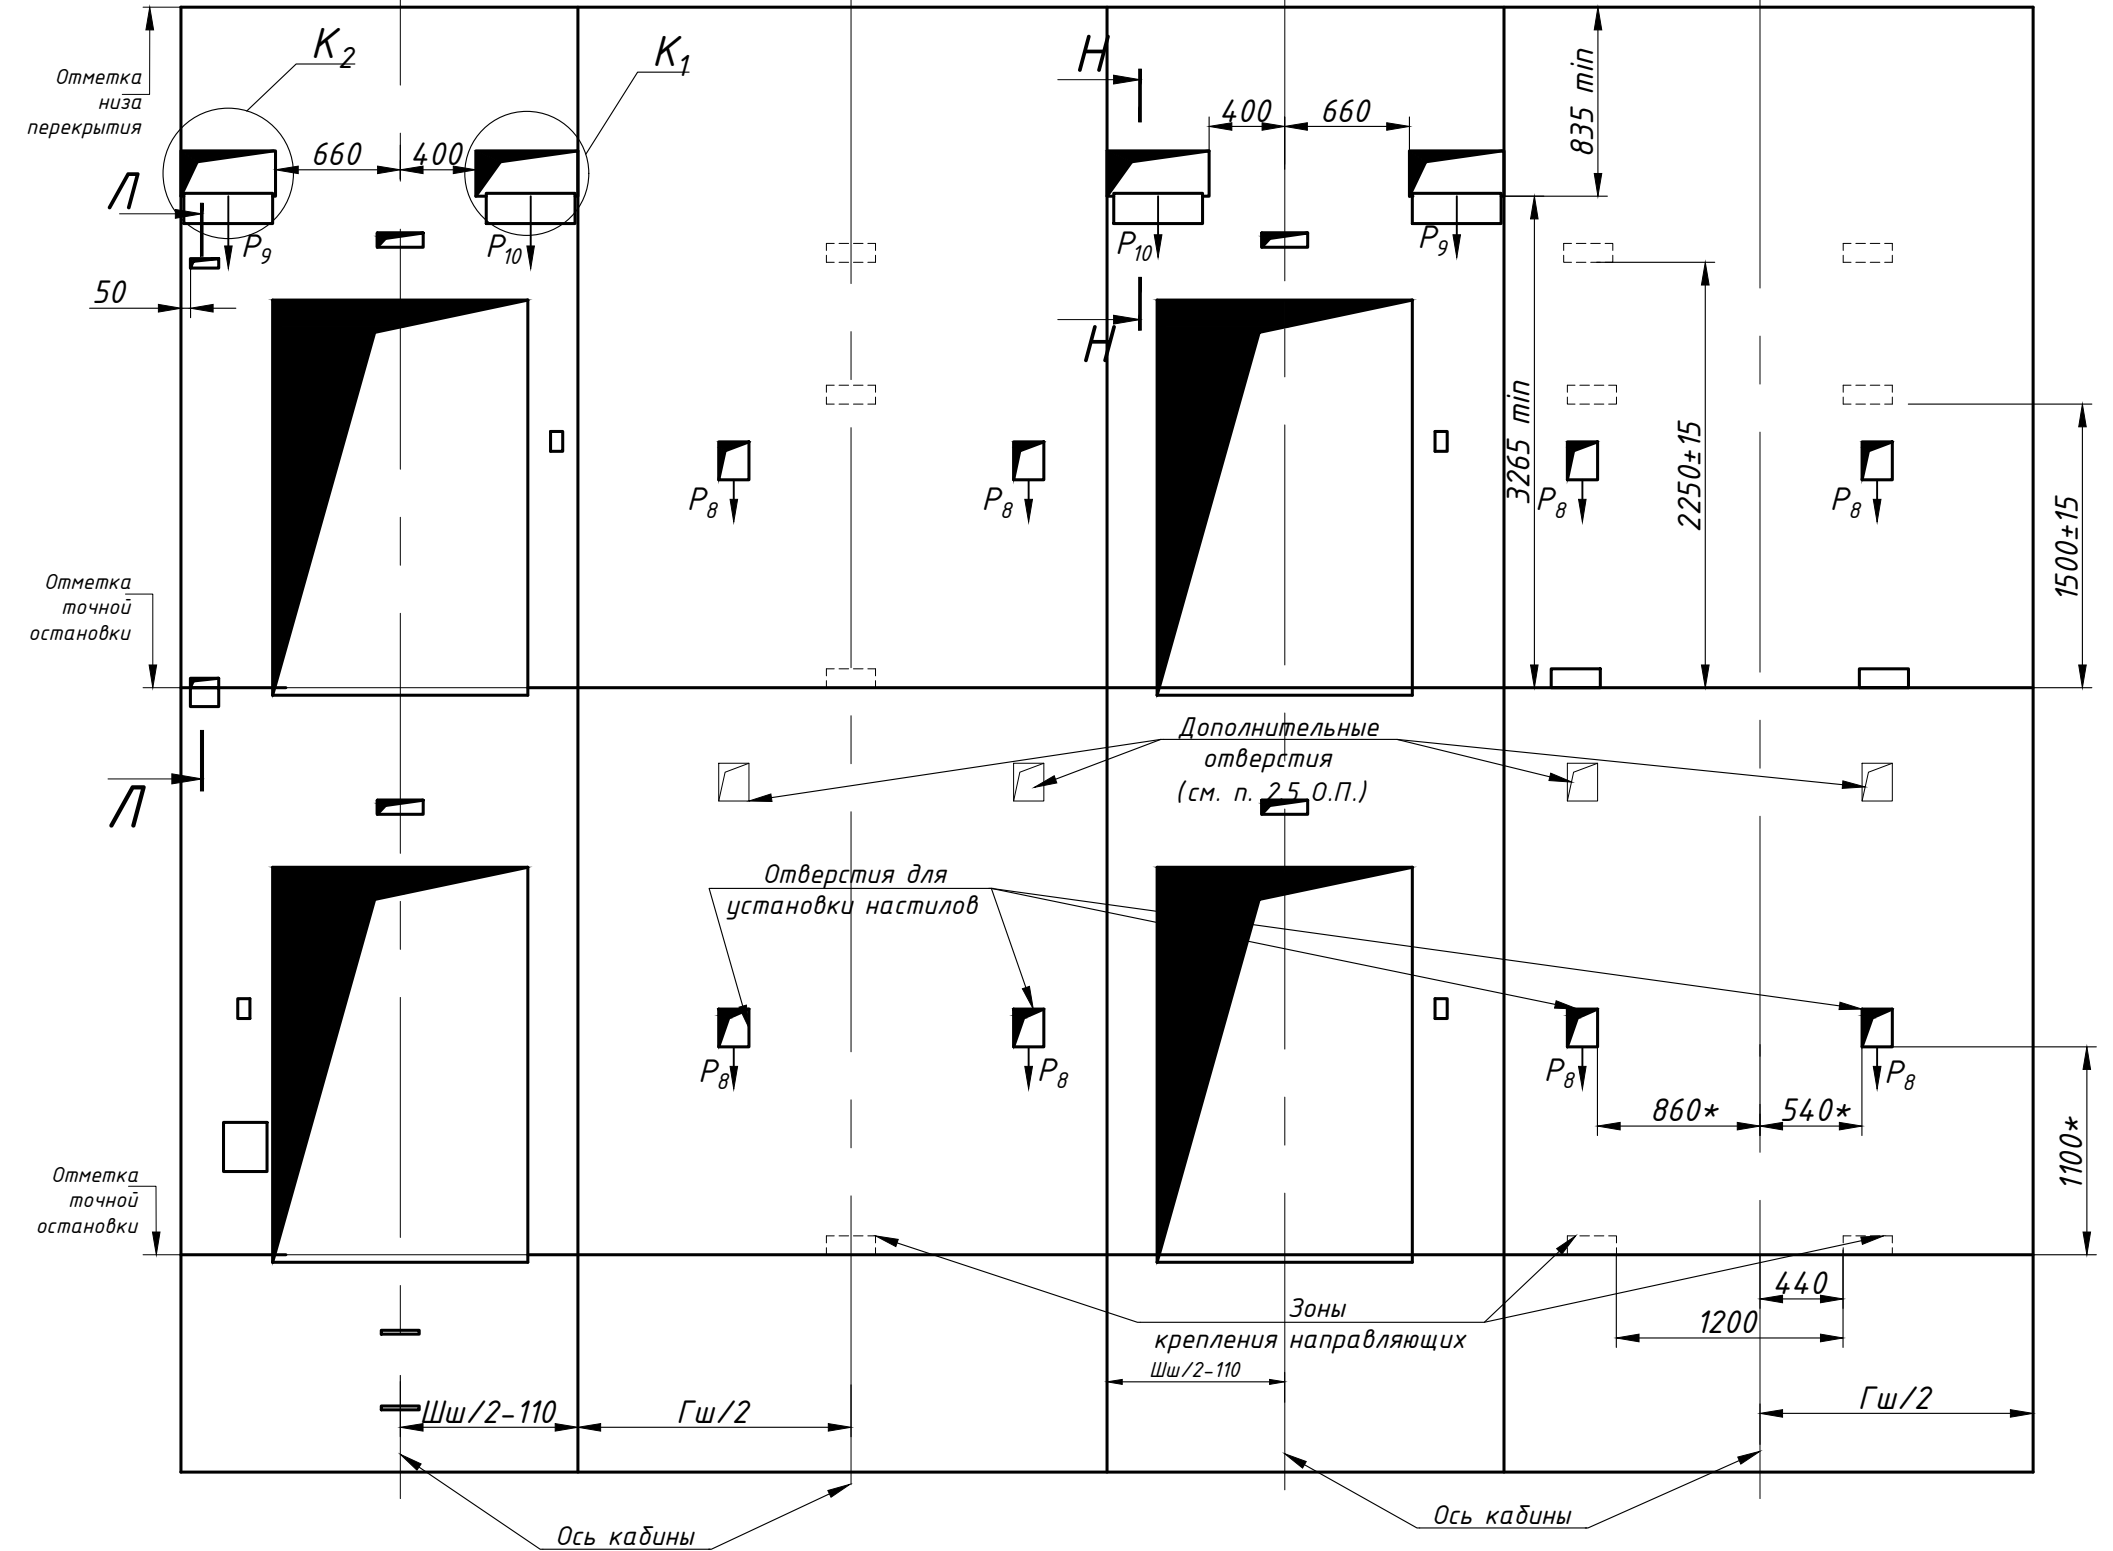 К2
К1
Н
Отметка
низа
перекрытия
835 min
660
400
400
660
Л
P9
P10
P10
P9
50
Н
3265 min
2250±15
1500±15
P8
P8
P8
P8
Отметка
точной
остановки
Дополнительные
отверстия
(см. п. 2.5 О.П.)
Л
Отверстия для
установки настилов
P8
P8
P8
P8
860*
540*
1100*
Отметка
точной
остановки
440
Зоны
крепления направляющих
1200
Шш/2-110
Шш/2-110
Гш/2
Гш/2
Ось кабины
Ось кабины